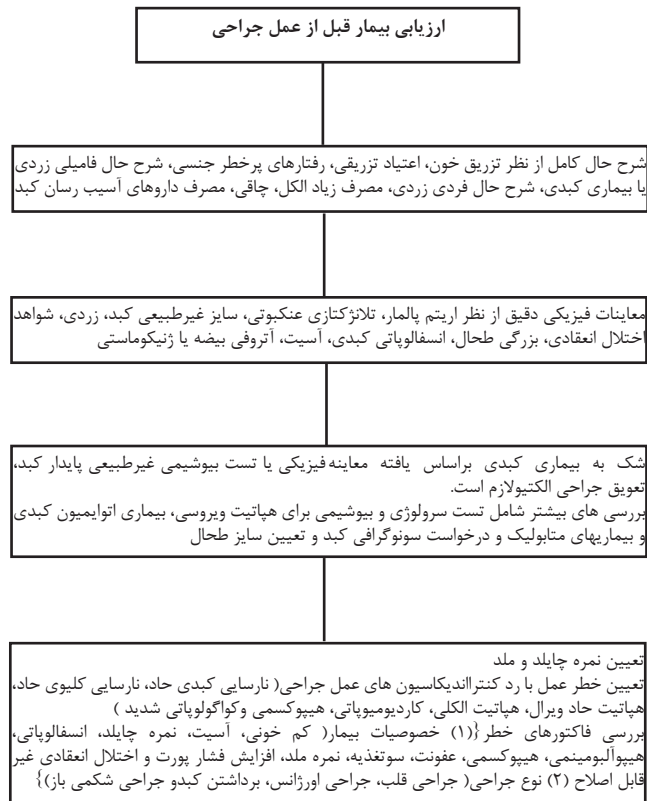 ارزیابی بیمار قبل از عمل جراحی
شرح حال کامل از نظر تزریق خون، اعتیاد تزریقی، رفتارهای پرخطر جنسی، شرح حال فامیلی زردی
یا بیماری کبدی، شرح حال فردی زردی، مصرف زیاد الکل، چاقی، مصرف داروهای آسیب رسان کبد
معاینات فیزیکی دقیق از نظر اریتم پالمار، تلانژکتازی عنکبوتی، سایز غیرطبیعی کبد، زردی، شواهد
اختلال انعقادی، بزرگی طحال، انسفالوپاتی کبدی، آسیت، آتروفی بیضه یا ژنیکوماستی
شک به بیماری کبدی براساس یافته معاینه فیزیکی یا تست بیوشیمی غیرطبیعی پایدار کبد،
تعویق جراحی الکتیولازم است.
بررسی های بیشتر شامل تست سرولوژی و بیوشیمی برای هپاتیت ویروسی، بیماری اتوایمیون کبدی
و بیماریهای متابولیک و درخواست سونوگرافی کبد و تعیین سایز طحال
تعیین نمره چایلد و ملد
تعیین خطر عمل با رد کنترااندیکاسیون های عمل جراحی( نارسایی کبدی حاد، نارسایی کلیوی حاد،
هپاتیت حاد ویرال، هپاتیت الکلی، کاردیومیوپاتی، هیپوکسمی وکواگولوپاتی شدید )
بررسی فاکتورهای خطر {(۱) خصوصیات بیمار( کم خونی، آسیت، نمره چایلد، انسفالوپاتی،
هیپوآلبومینمی، هیپوکسمی، عفونت، سوتغذیه، نمره ملد، افزایش فشار پورت و اختلال انعقادی غیر
قابل اصلاح (۲) نوع جراحی( جراحی قلب، جراحی اورژانس، برداشتن کبدو جراحی شکمی باز)}